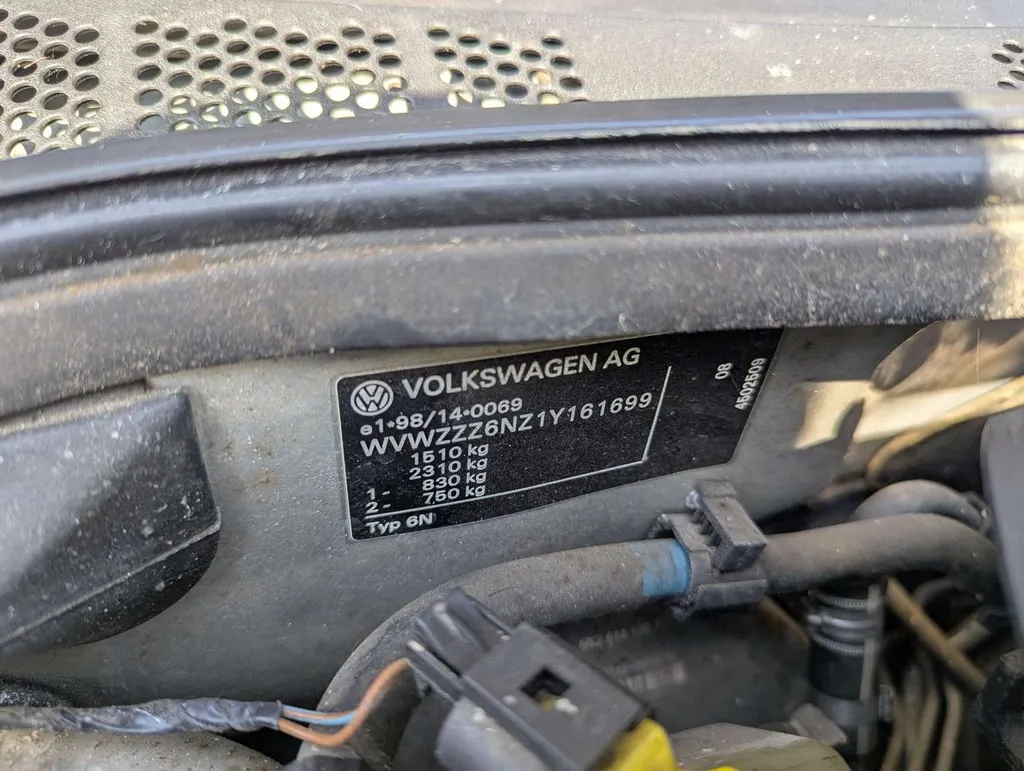 VOLKSWAGEN AG
e1*98/14*0069
WVWZZZ6NZ1Y161699
1510 kg
2310 kg
1- 830 kg
2- 750 kg
Typ 6N
08
4502509